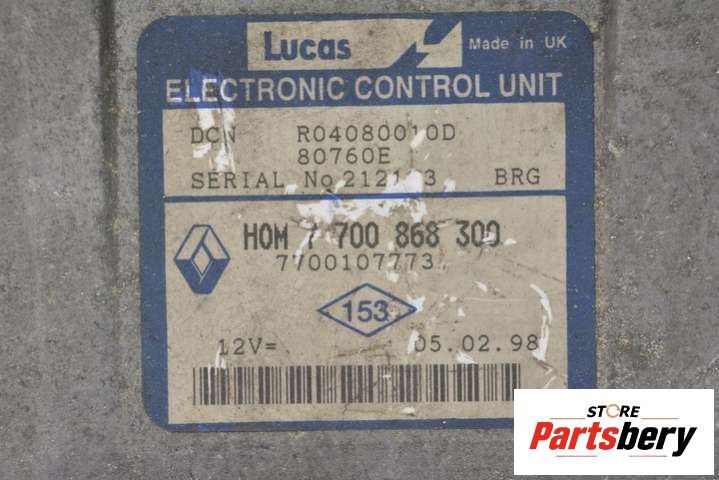 Lucas
Made in UK
ELECTRONIC CONTROL UNIT
DCN R04080010D
80760E
SERIAL No BRG
HOM 7 700 868 300
7700107773
153
12V= 05.02.98
STORE
Partsbery